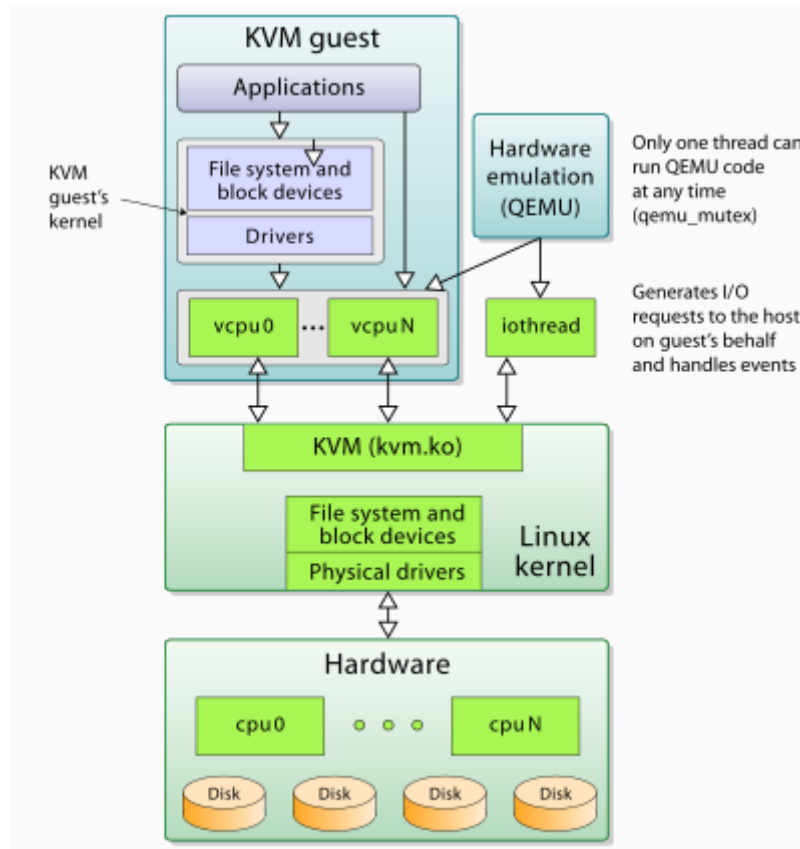 KVM guest
Applications
File system and
block devices
Drivers
KVM
guest's
kernel
vcpu0 ... vcpuN
Hardware
emulation
(QEMU)
Only one thread can
run QEMU code
at any time
(qemu_mutex)
iothread
Generates I/O
requests to the host
on guest's behalf
and handles events
KVM (kvm.ko)
File system and
block devices
Physical drivers
Linux
kernel
Hardware
cpu0
cpuN
Disk Disk Disk Disk